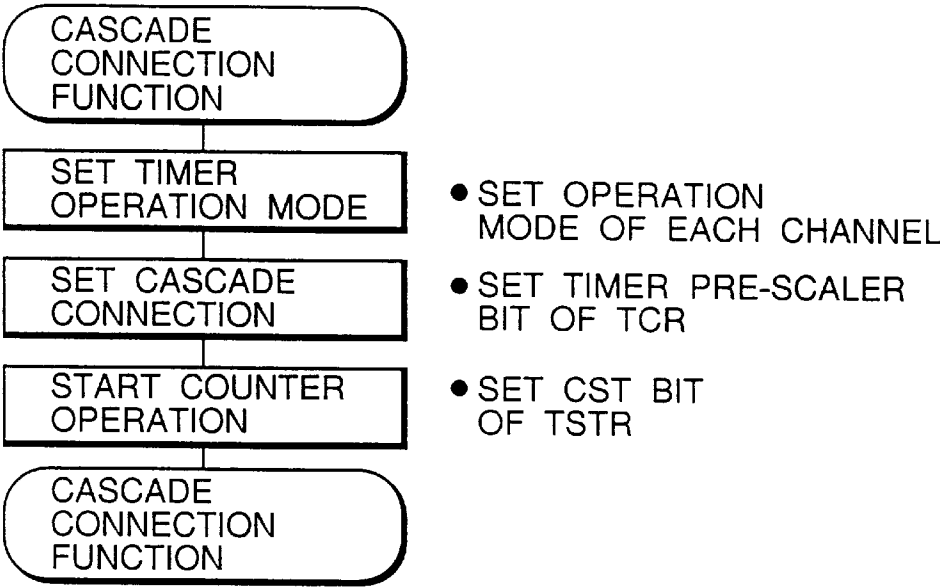 CASCADE
CONNECTION
FUNCTION
SET TIMER
OPERATION MODE
● SET OPERATION
MODE OF EACH CHANNEL
SET CASCADE
CONNECTION
● SET TIMER PRE-SCALER
BIT OF TCR
START COUNTER
OPERATION
● SET CST BIT
OF TSTR
CASCADE
CONNECTION
FUNCTION